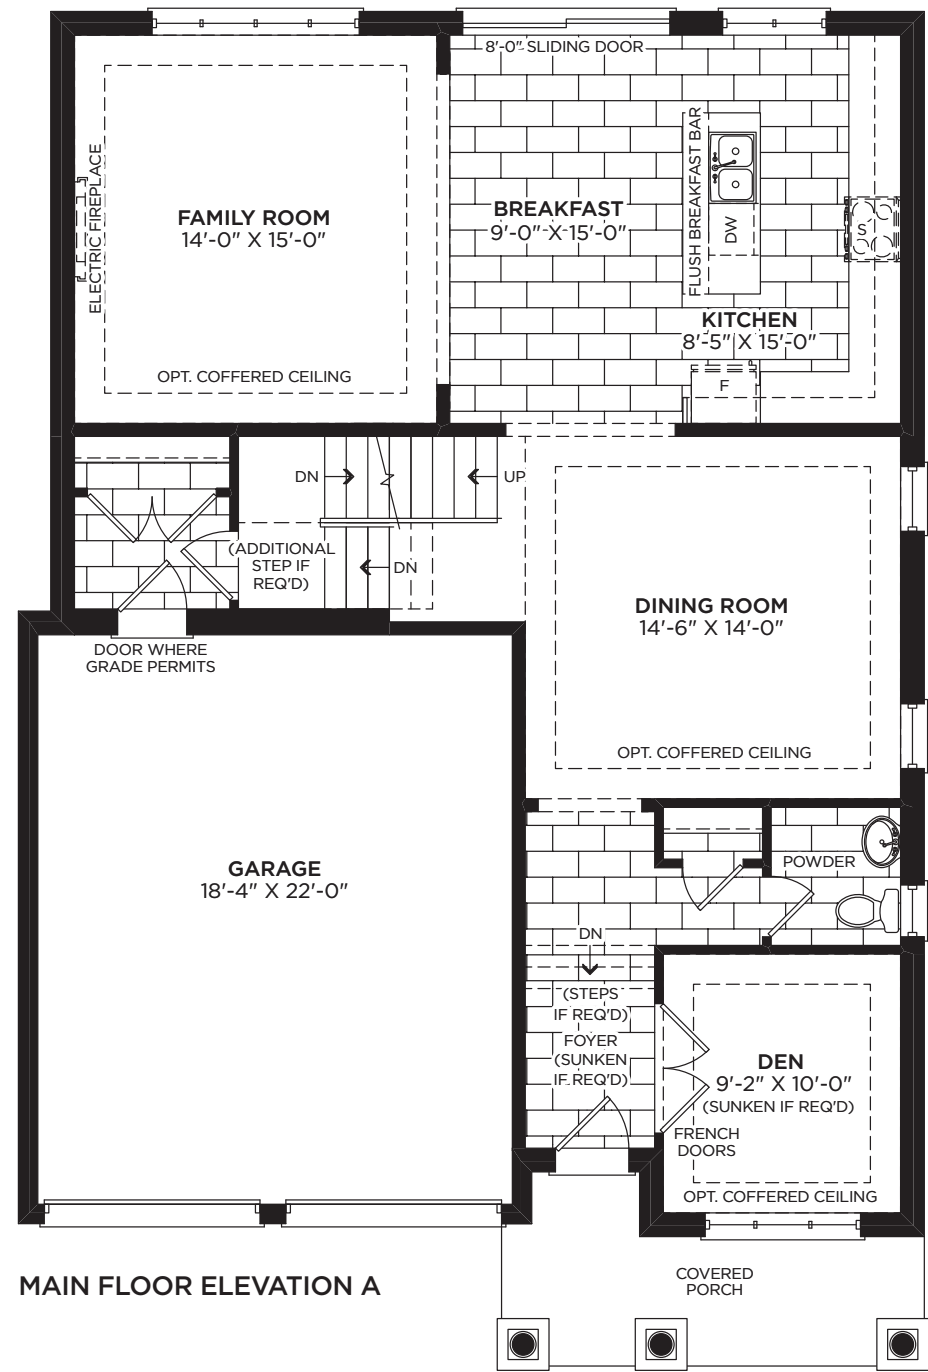 8'-0" SLIDING DOOR
ELECTRIC FIREPLACE
FAMILY ROOM
14'-0" X 15'-0"
OPT. COFFERED CEILING
BREAKFAST
9'-0" X 15'-0"
FLUSH BREAKFAST BAR
DW
S
KITCHEN
8'-5" X 15'-0"
F
DN
UP
DN
(ADDITIONAL
STEP IF
REQ'D)
DOOR WHERE
GRADE PERMITS
DINING ROOM
14'-6" X 14'-0"
OPT. COFFERED CEILING
GARAGE
18'-4" X 22'-0"
POWDER
DN
(STEPS
IF REQ'D)
FOYER
(SUNKEN
IF REQ'D)
DEN
9'-2" X 10'-0"
(SUNKEN IF REQ'D)
FRENCH
DOORS
OPT. COFFERED CEILING
MAIN FLOOR ELEVATION A
COVERED
PORCH